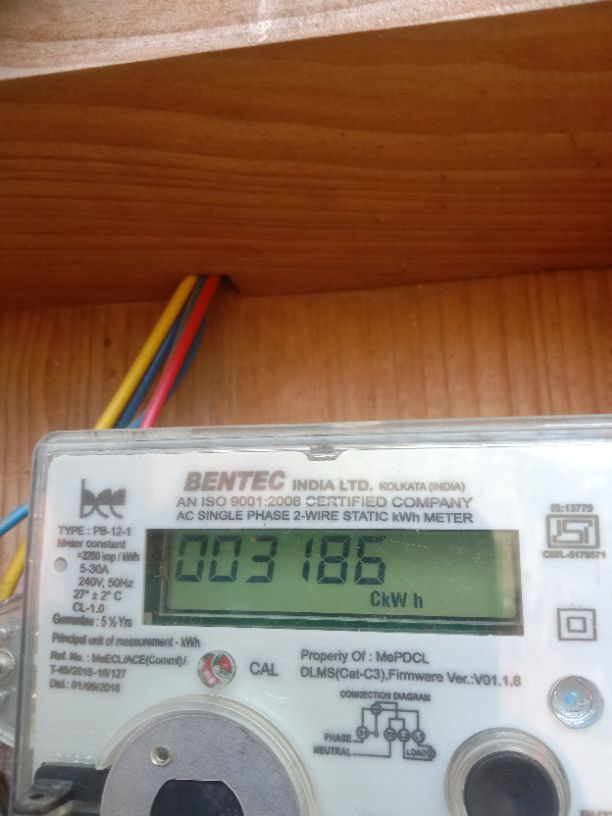 bee
BENTEC INDIA LTD. KOLKATA (INDIA)
AN ISO 9001:2008 CERTIFIED COMPANY
AC SINGLE PHASE 2-WIRE STATIC kWh METER
IS:13779
CM/L-5178571
TYPE : PB-12-1
Meter constant
=3200 imp / kWh
5-30A
240V, 50Hz
27° ± 2° C
CL-1.0
Guarantee : 5 ½ Yrs
003186
CkW h
Principal unit of measurement - kWh
Ref. No. : MeECL/ACE(Comml)/
T-45/2015-16/127
Dtd.: 01/09/2016
CAL
Property Of : MePDCL
DLMS(Cat-C3),Firmware Ver.:V01.1.8
CONNECTION DIAGRAM
PHASE
NEUTRAL
LOAD